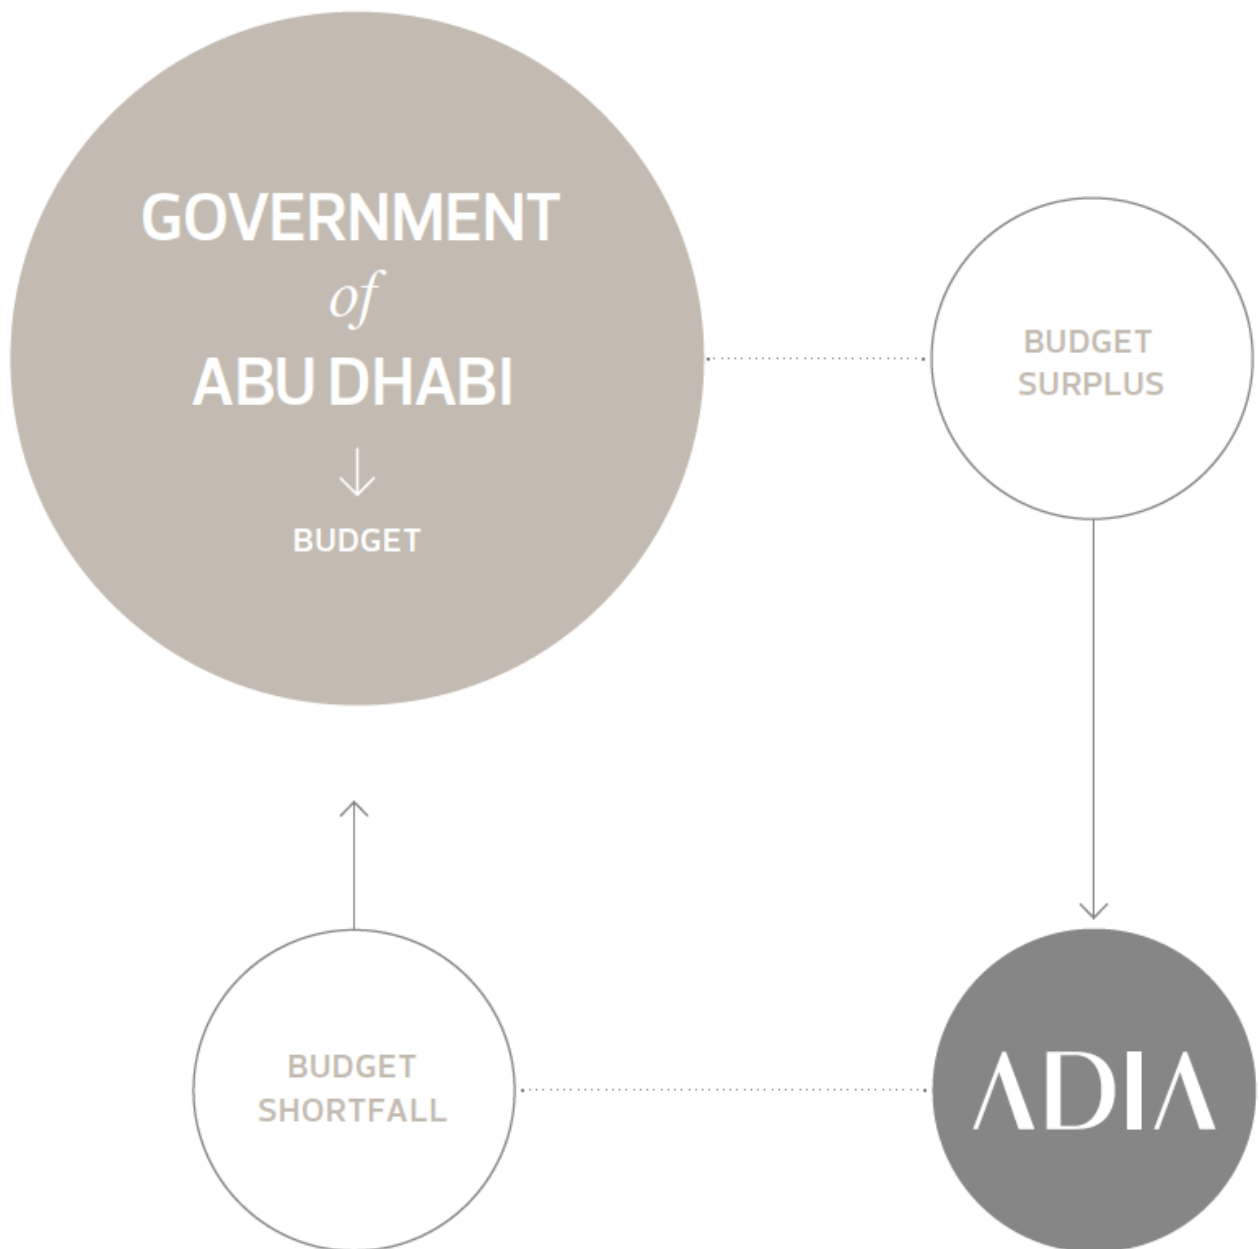 GOVERNMENT
of
ABU DHABI
BUDGET
BUDGET
SURPLUS
BUDGET
SHORTFALL
ADIA